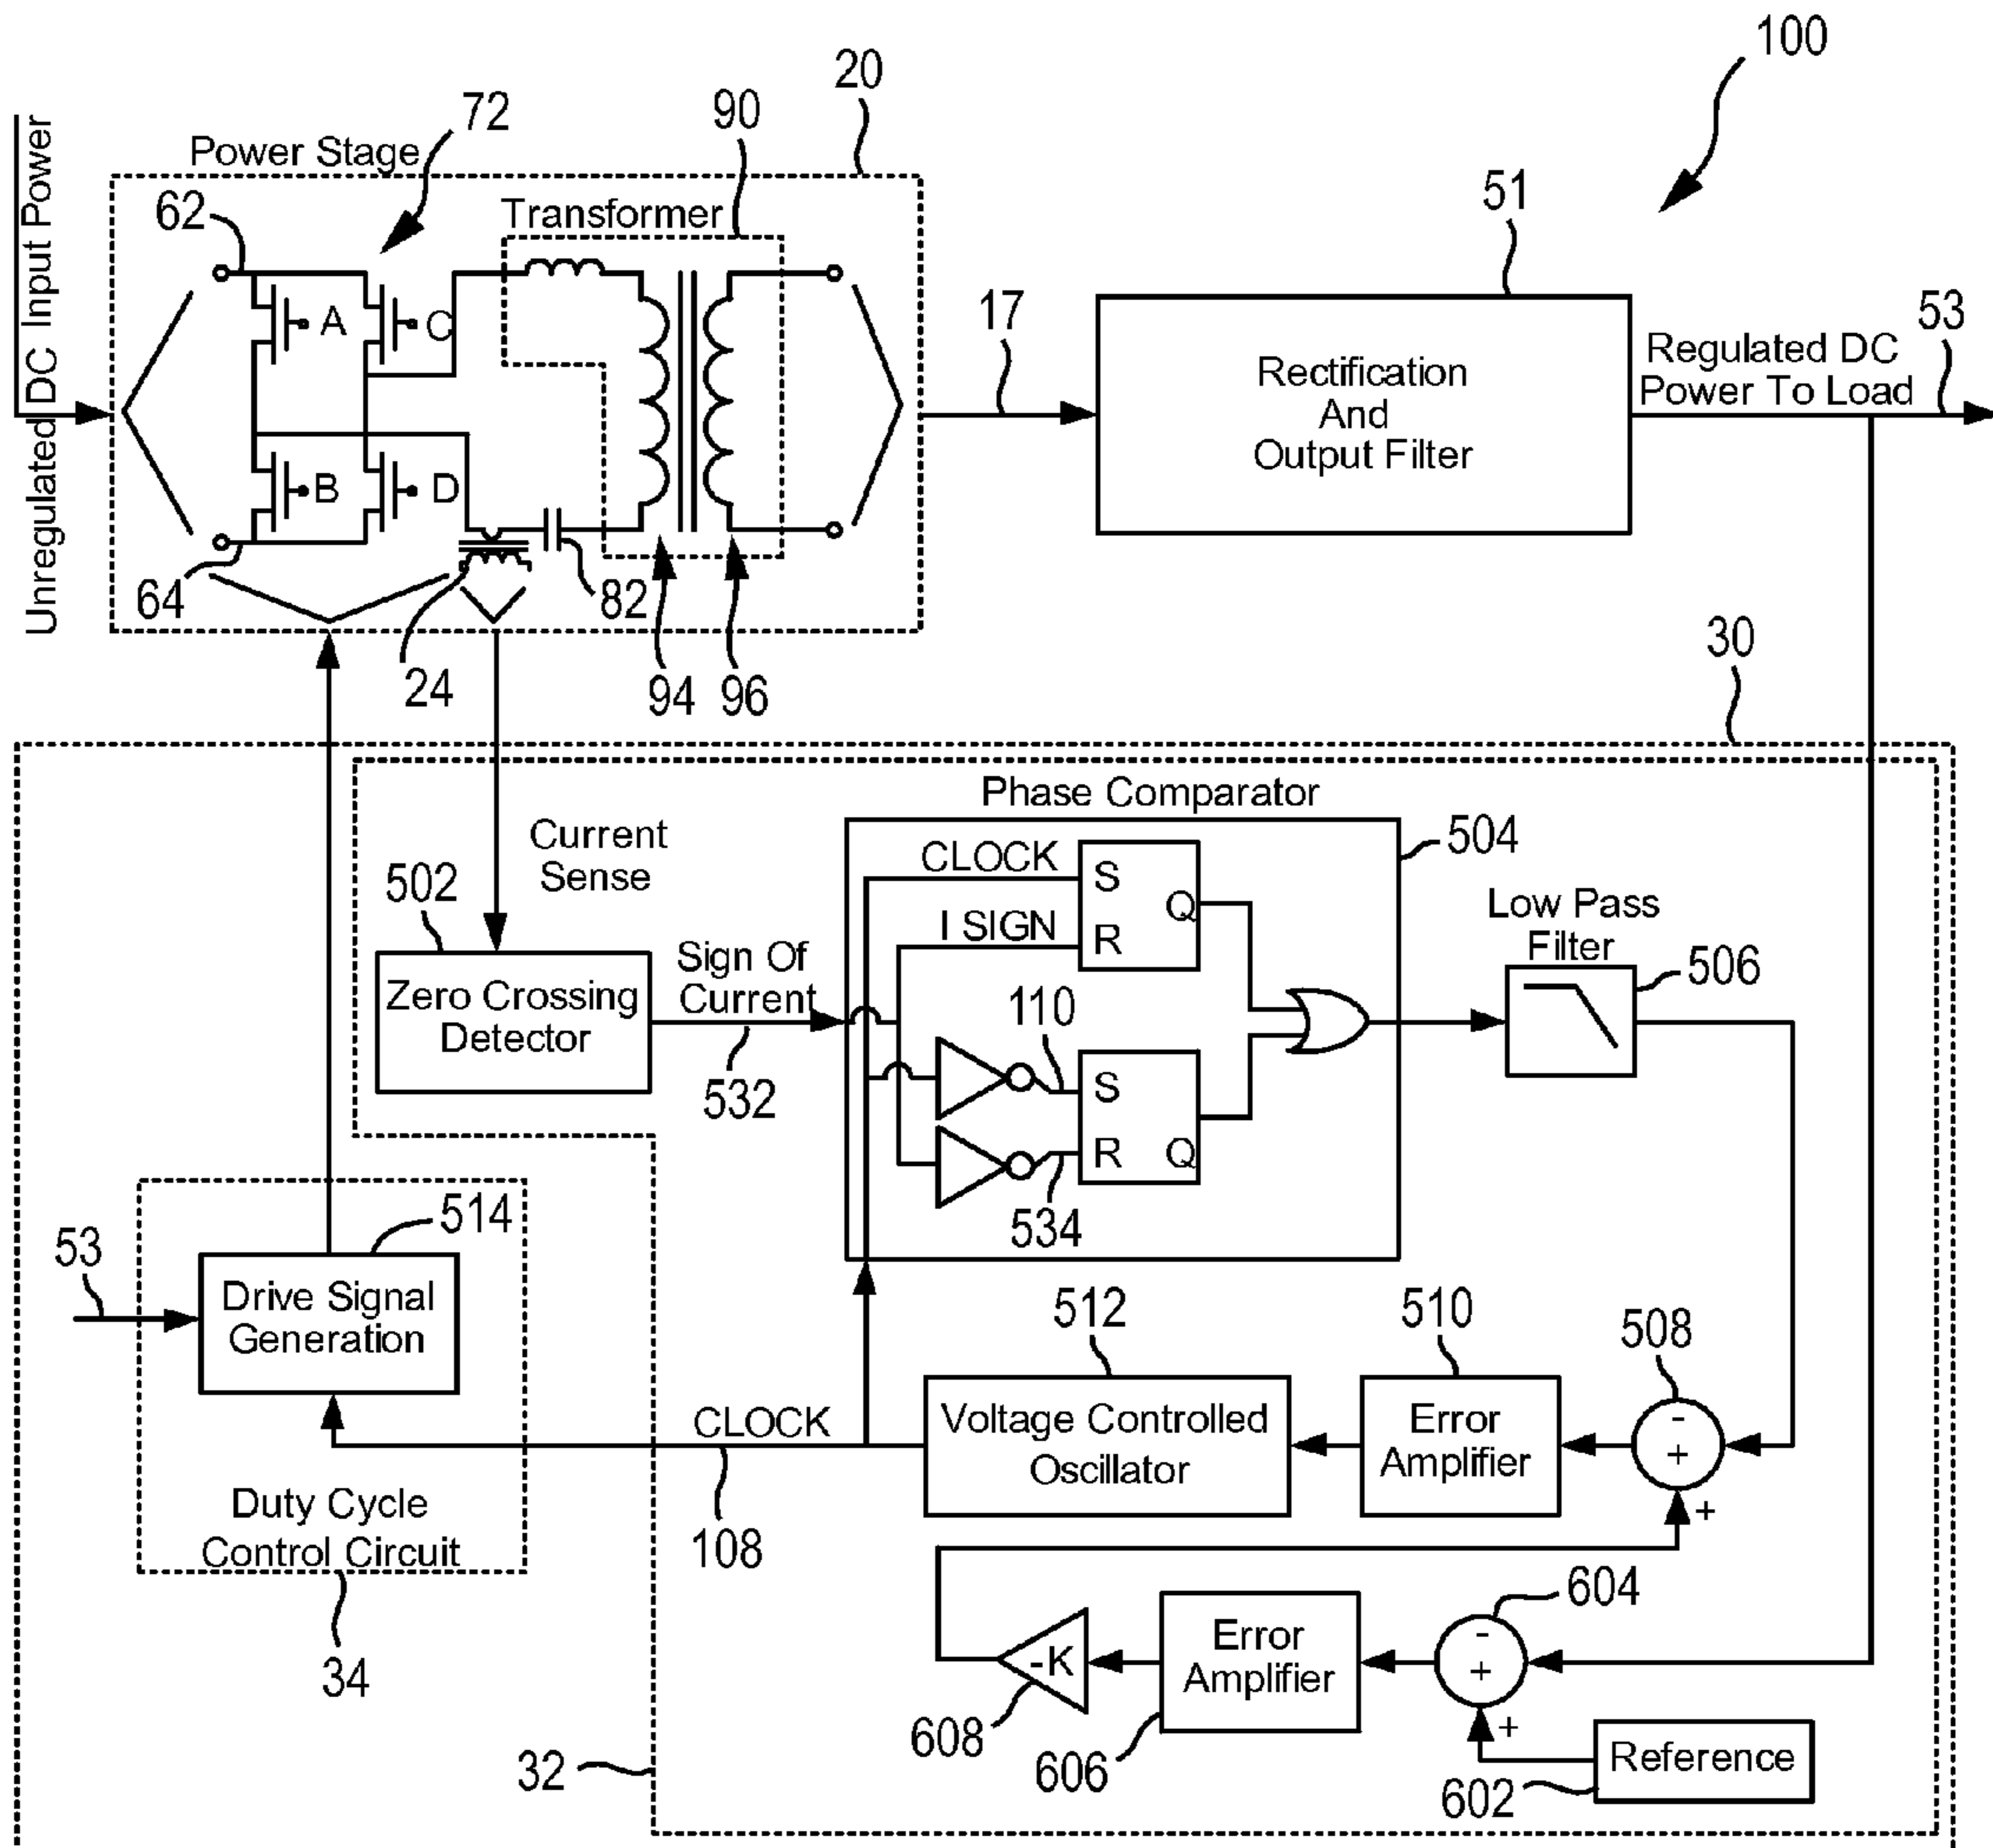 100
20
90
72
Power Stage
Unregulated DC Input Power
62
Transformer
51
A
C
17
53
Rectification
And
Output Filter
Regulated DC
Power To Load
B
D
64
82
24
94
96
30
Phase Comparator
504
Current
Sense
CLOCK
S
Q
R
I SIGN
502
Low Pass
Filter
506
Zero Crossing
Detector
Sign Of
Current
532
110
S
R
Q
534
514
53
Drive Signal
Generation
512
510
508
CLOCK
Voltage Controlled
Oscillator
Error
Amplifier
-
+
+
108
Duty Cycle
Control Circuit
34
604
-K
Error
Amplifier
-
+
+
608
606
32
Reference
602